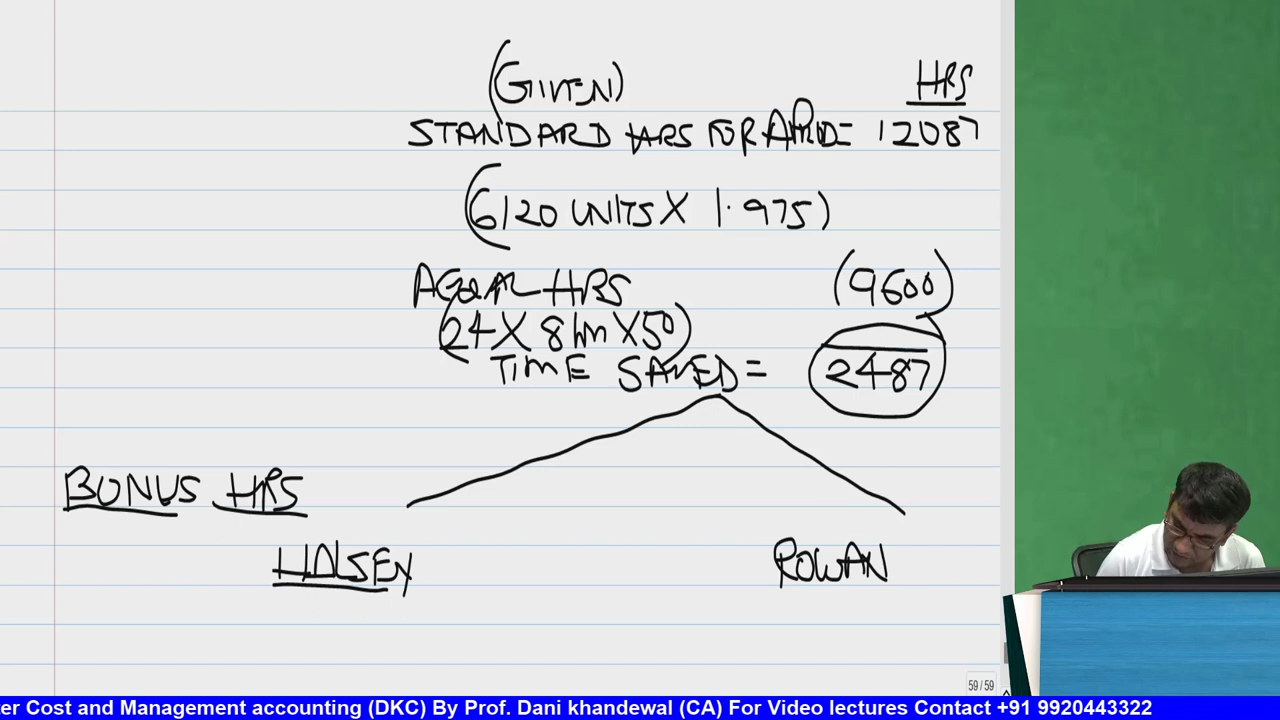 (GIVEN)
HRS
STANDARD HRS FOR APRID= 12087
(6120 UNITS X 1.975)
ACTUAL HRS (9600)
(24 X 8 hrs X 50)
TIME SAVED = 2487
BONUS HRS
HALSEY ROWAN
59 / 59
ter Cost and Management accounting (DKC) By Prof. Dani khandewal (CA) For Video lectures Contact +91 9920443322